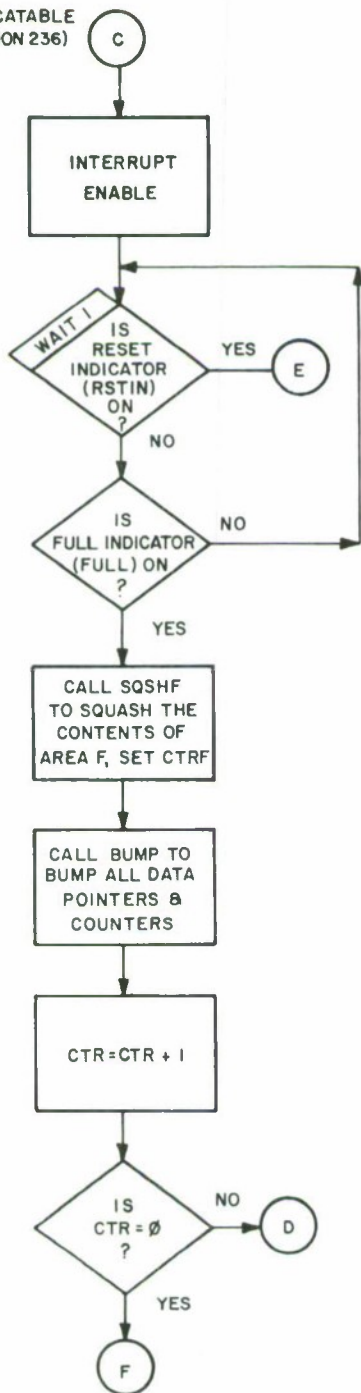 CATABLE
ON 236)
C
INTERRUPT
ENABLE
WAIT 1
IS
RESET
INDICATOR
(RSTIN)
ON
?
YES
E
NO
IS
FULL INDICATOR
(FULL) ON
?
NO
YES
CALL SQSHF
TO SQUASH THE
CONTENTS OF
AREA F, SET CTRF
CALL BUMP TO
BUMP ALL DATA
POINTERS &
COUNTERS
CTR=CTR + 1
IS
CTR=Ø
?
NO
D
YES
F